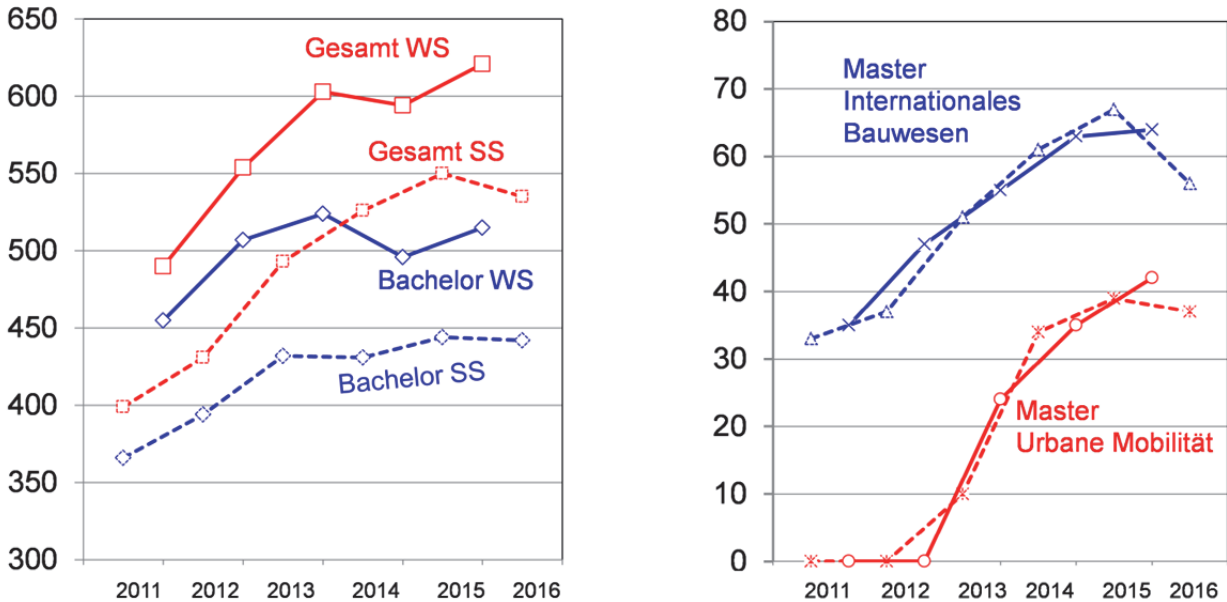 650
600
550
500
450
400
350
300
Gesamt WS
Gesamt SS
Bachelor WS
Bachelor SS
2011 2012 2013 2014 2015 2016
80
70
60
50
40
30
20
10
0
Master
Internationales
Bauwesen
Master
Urbane Mobilität
2011 2012 2013 2014 2015 2016